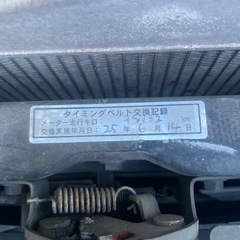 タイミングベルト交換記録
メーター走行キロ： km
交換実施年月日： 25 年 6 月 14 日